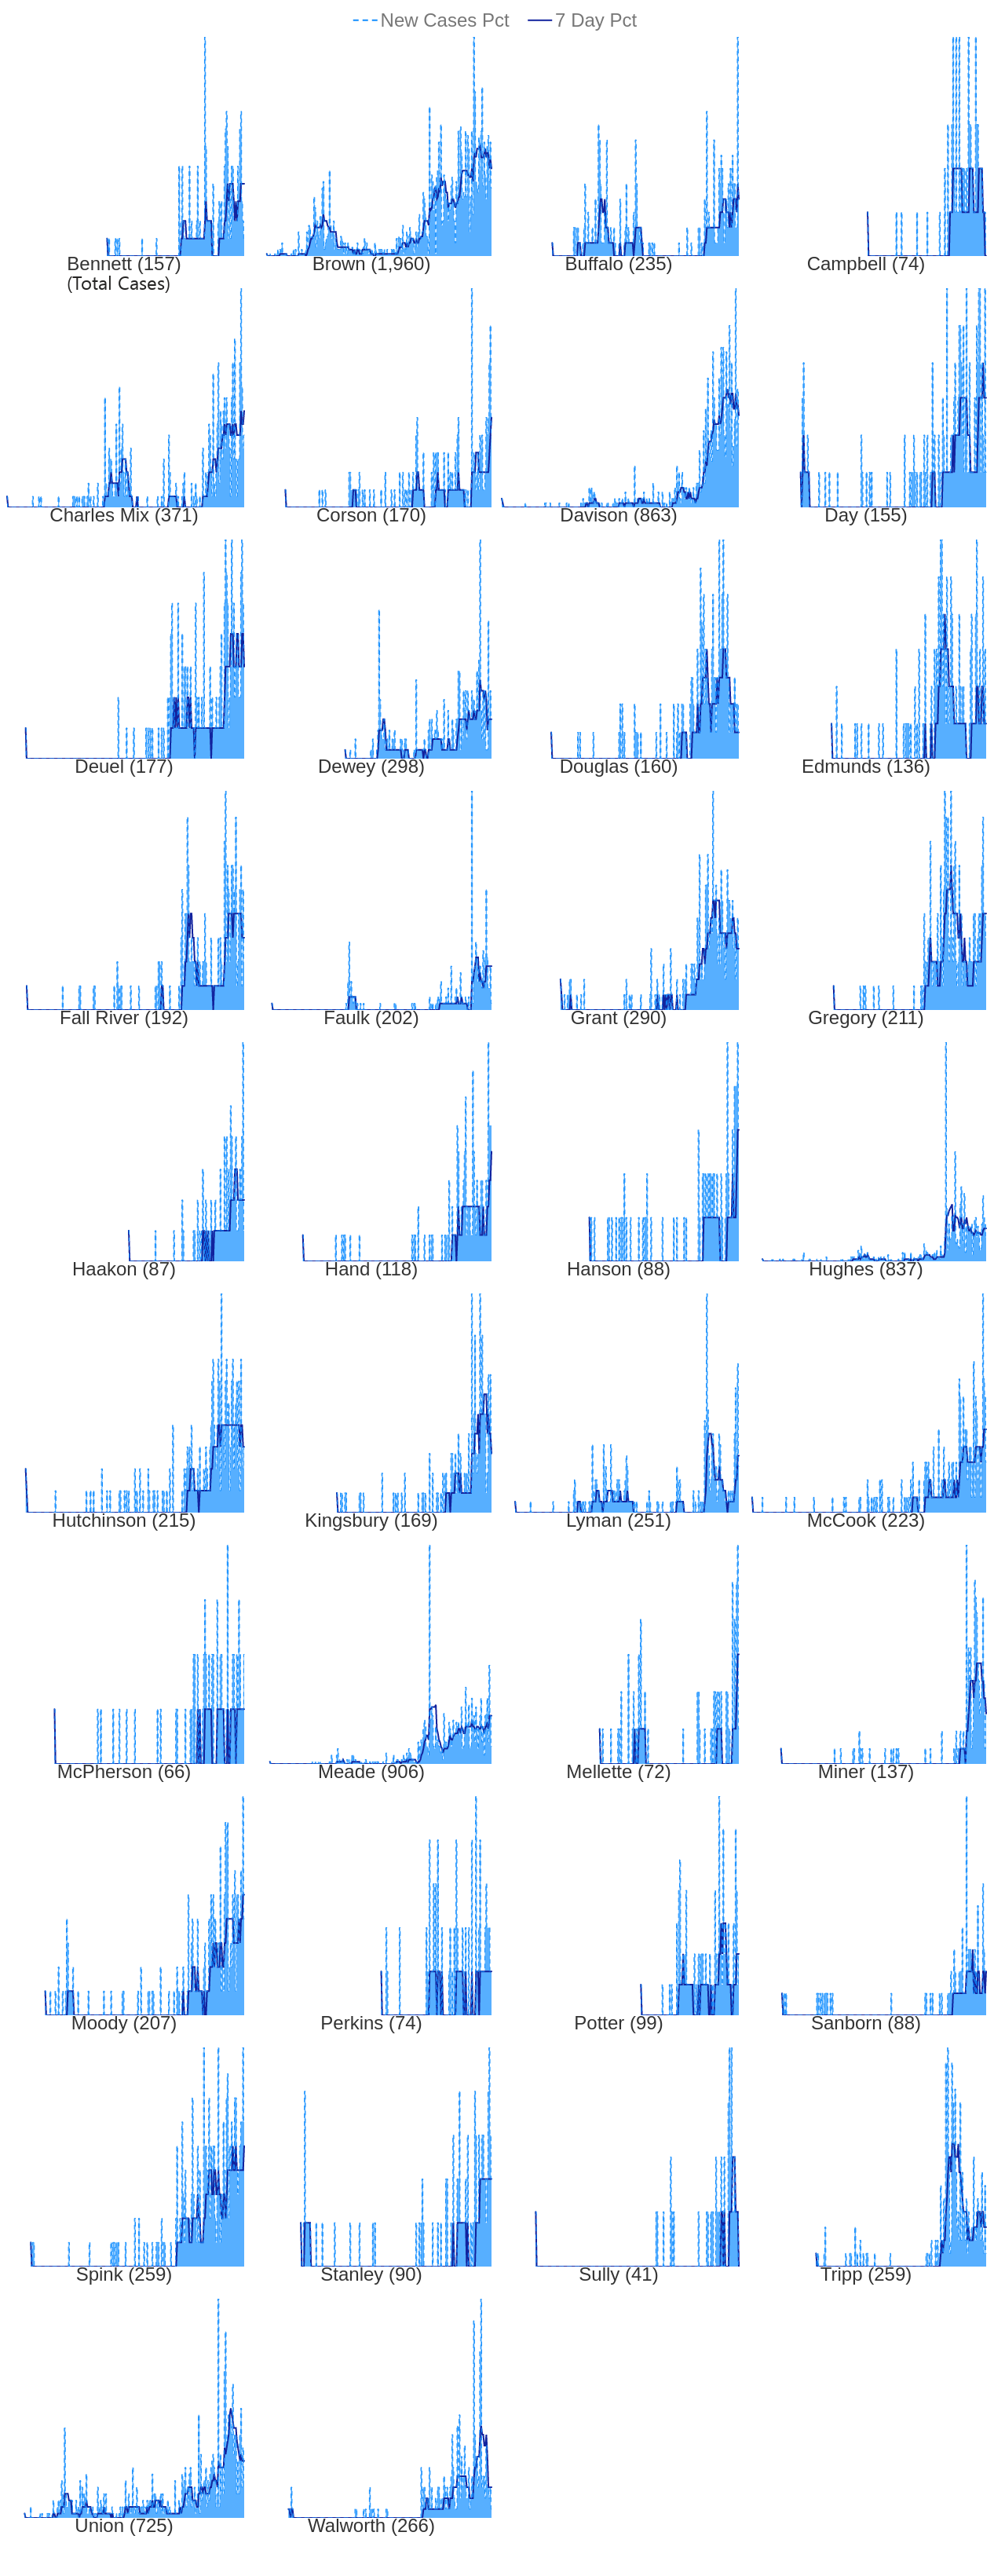 New Cases Pct 7 Day Pct
Bennett (157) Brown (1,960) Buffalo (235) Campbell (74)
(Total Cases)
Charles Mix (371) Corson (170) Davison (863) Day (155)
Deuel (177) Dewey (298) Douglas (160) Edmunds (136)
Fall River (192) Faulk (202) Grant (290) Gregory (211)
Haakon (87) Hand (118) Hanson (88) Hughes (837)
Hutchinson (215) Kingsbury (169) Lyman (251) McCook (223)
McPherson (66) Meade (906) Mellette (72) Miner (137)
Moody (207) Perkins (74) Potter (99) Sanborn (88)
Spink (259) Stanley (90) Sully (41) Tripp (259)
Union (725) Walworth (266)